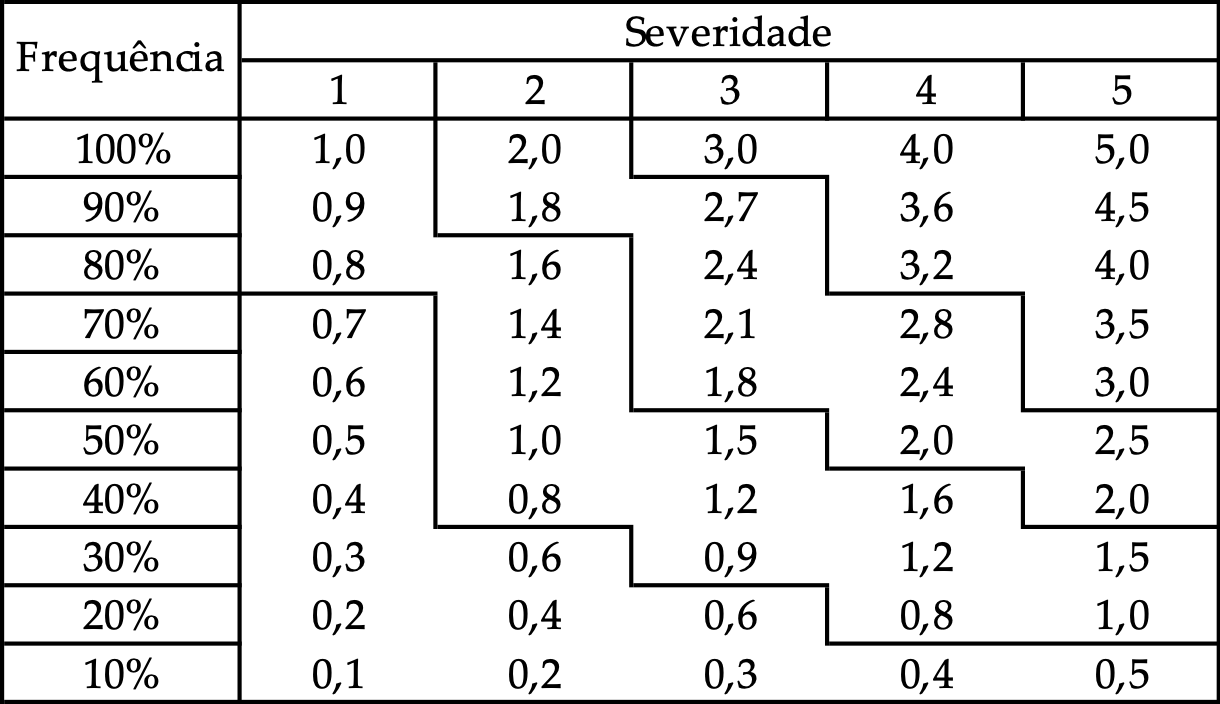 Frequência Severidade
1 2 3 4 5
100% 1,0 2,0 3,0 4,0 5,0
90% 0,9 1,8 2,7 3,6 4,5
80% 0,8 1,6 2,4 3,2 4,0
70% 0,7 1,4 2,1 2,8 3,5
60% 0,6 1,2 1,8 2,4 3,0
50% 0,5 1,0 1,5 2,0 2,5
40% 0,4 0,8 1,2 1,6 2,0
30% 0,3 0,6 0,9 1,2 1,5
20% 0,2 0,4 0,6 0,8 1,0
10% 0,1 0,2 0,3 0,4 0,5